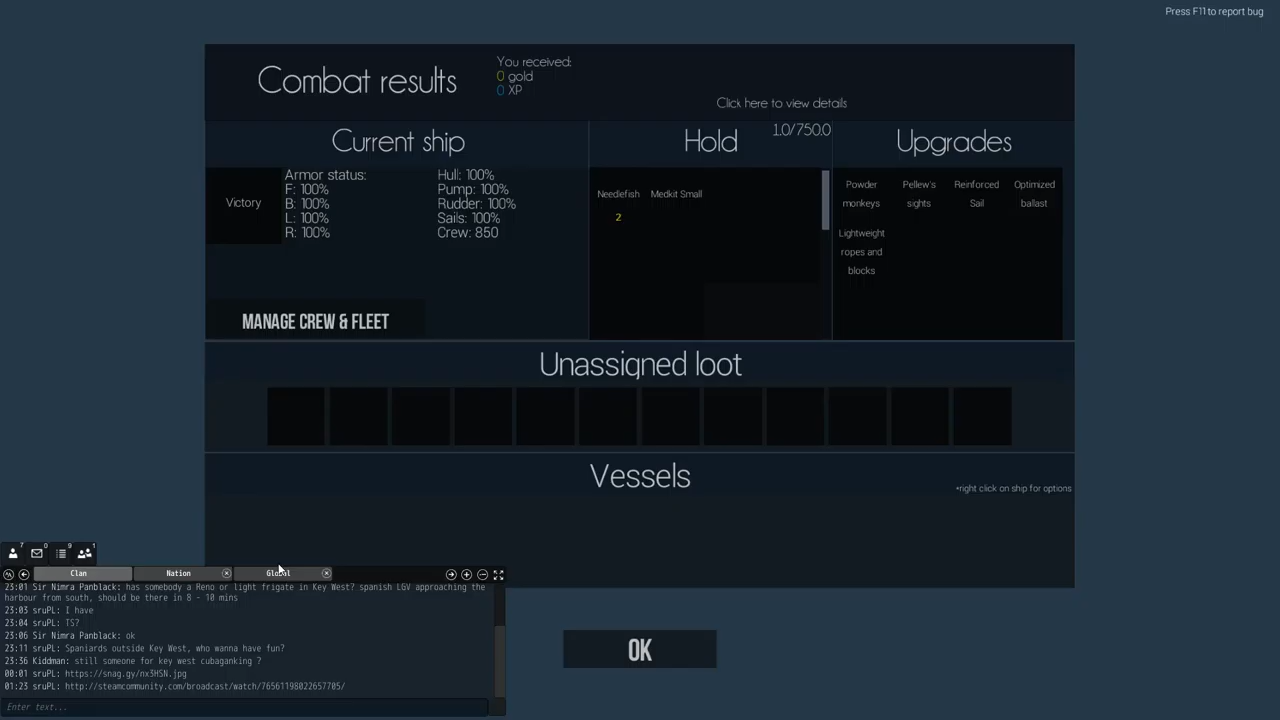 Press F11 to report bug
Combat results
You received:
0 gold
0 XP
Click here to view details
Current ship
Hold
1.0/750.0
Upgrades
Victory
Armor status:
F: 100%
B: 100%
L: 100%
R: 100%
Hull: 100%
Pump: 100%
Rudder: 100%
Sails: 100%
Crew: 850
Needlefish
2
Medkit Small
Powder
monkeys
Pellew's
sights
Reinforced
Sail
Optimized
ballast
Lightweight
ropes and
blocks
MANAGE CREW & FLEET
Unassigned loot
Vessels
*right click on ship for options
7
0
9
1
Clan
Nation
Global
23:01 Sir Nimra Panblack: has somebody a Reno or light frigate in Key West? spanish LGV approaching the
harbour from south, should be there in 8 - 10 mins
23:03 sruPL: I have
23:04 sruPL: TS?
23:06 Sir Nimra Panblack: ok
23:11 sruPL: Spaniards outside Key West, who wanna have fun?
23:36 Kiddman: still someone for key west cubaganking ?
00:01 sruPL: https://snag.gy/nx3HSN.jpg
01:23 sruPL: http://steamcommunity.com/broadcast/watch/76561198022657705/
Enter text...
OK